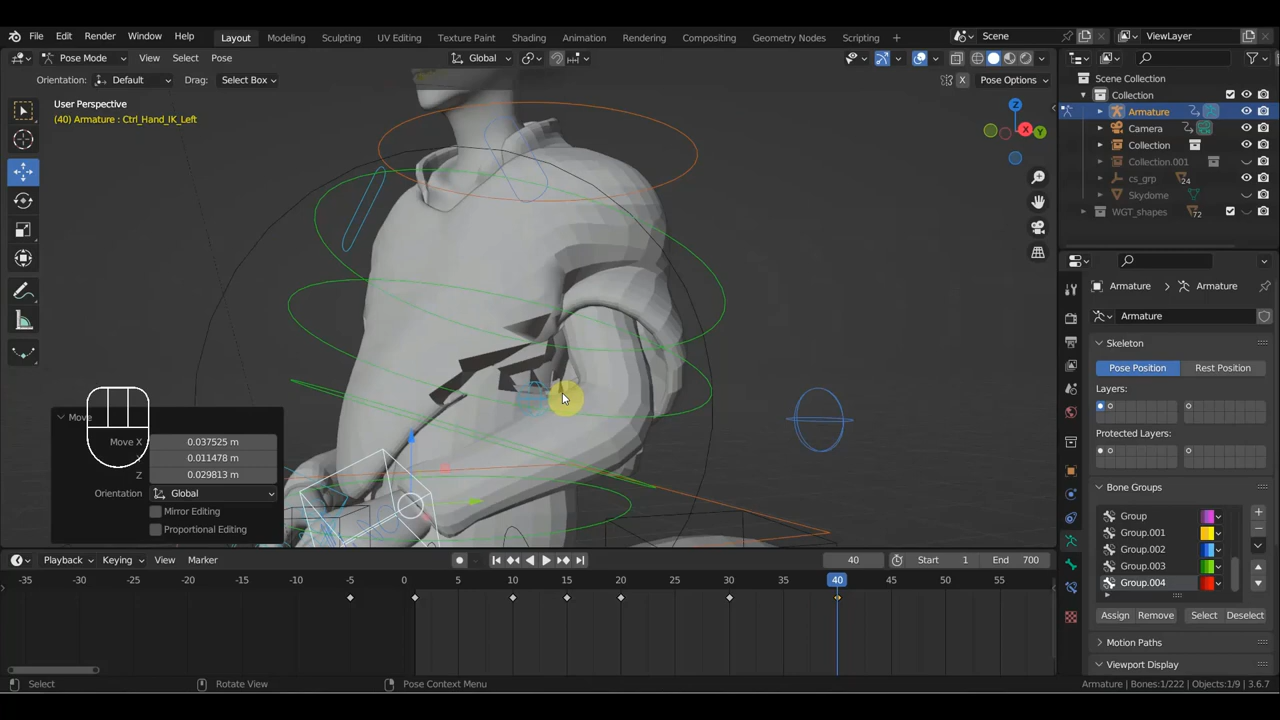 File Edit Render Window Help Layout Modeling Sculpting UV Editing Texture Paint Shading Animation Rendering Compositing Geometry Nodes Scripting Scene ViewLayer
Pose Mode View Select Pose Global
Orientation: Default Drag: Select Box X Pose Options
User Perspective
(40) Armature : Ctrl_Hand_IK_Left
Z
X
Y
Move
Move X 0.037525 m
Y 0.011478 m
Z 0.029813 m
Orientation Global
Mirror Editing
Proportional Editing
Scene Collection
Collection
Armature
Camera
Collection
Collection.001
cs_grp 24
Skydome
WGT_shapes 72
Armature Armature
Armature
Skeleton
Pose Position Rest Position
Layers:
Protected Layers:
Bone Groups
Group
Group.001
Group.002
Group.003
Group.004
Assign Remove Select Deselect
Motion Paths
Viewport Display
Playback Keying View Marker 40 Start 1 End 700
-35 -30 -25 -20 -15 -10 -5 0 5 10 15 20 25 30 35 40 45 50 55
Select Rotate View Pose Context Menu Armature | Bones:1/222 | Objects:1/9 | 3.6.7